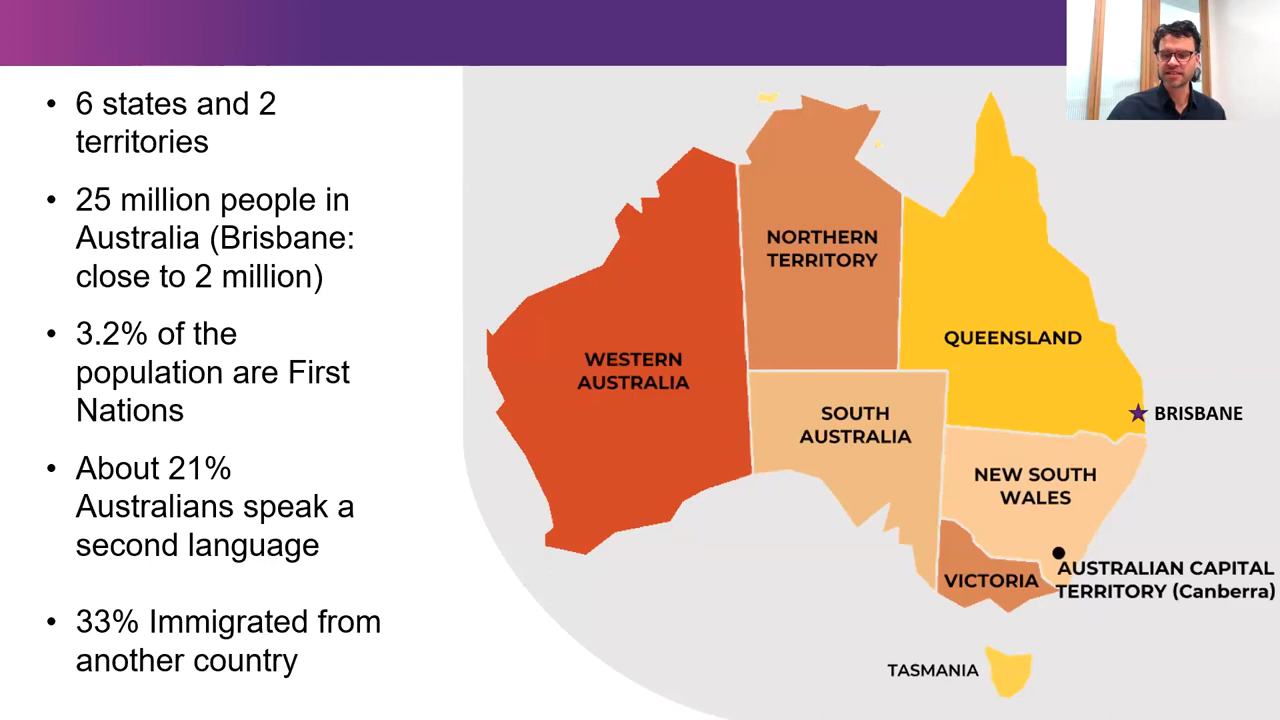 • 6 states and 2
territories
• 25 million people in
Australia (Brisbane:
close to 2 million)
• 3.2% of the
population are First
Nations
• About 21%
Australians speak a
second language
• 33% Immigrated from
another country
NORTHERN
TERRITORY
QUEENSLAND
WESTERN
AUSTRALIA
SOUTH
AUSTRALIA
BRISBANE
NEW SOUTH
WALES
AUSTRALIAN CAPITAL
TERRITORY (Canberra)
VICTORIA
TASMANIA